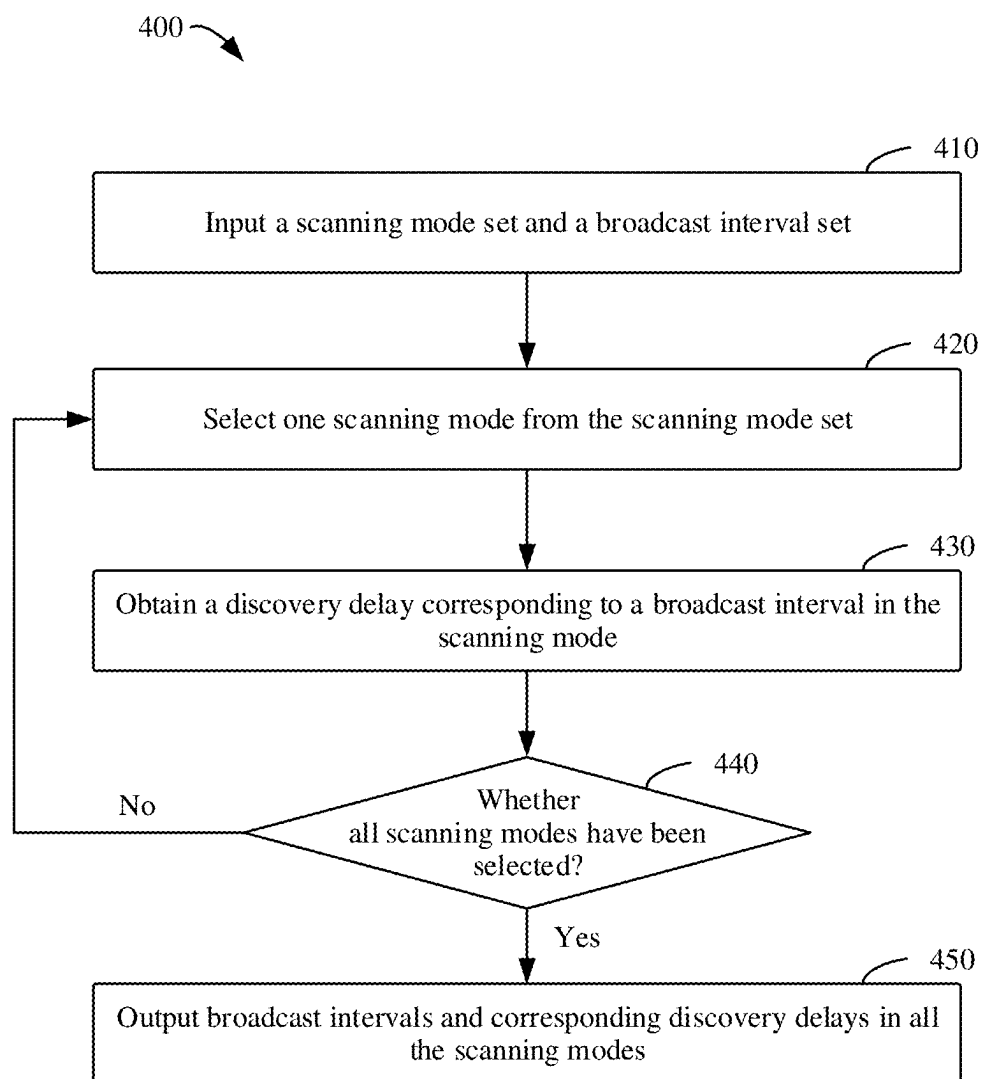 400
410
Input a scanning mode set and a broadcast interval set
420
Select one scanning mode from the scanning mode set
430
Obtain a discovery delay corresponding to a broadcast interval in the
scanning mode
440
Whether
all scanning modes have been
selected?
No
Yes
450
Output broadcast intervals and corresponding discovery delays in all
the scanning modes